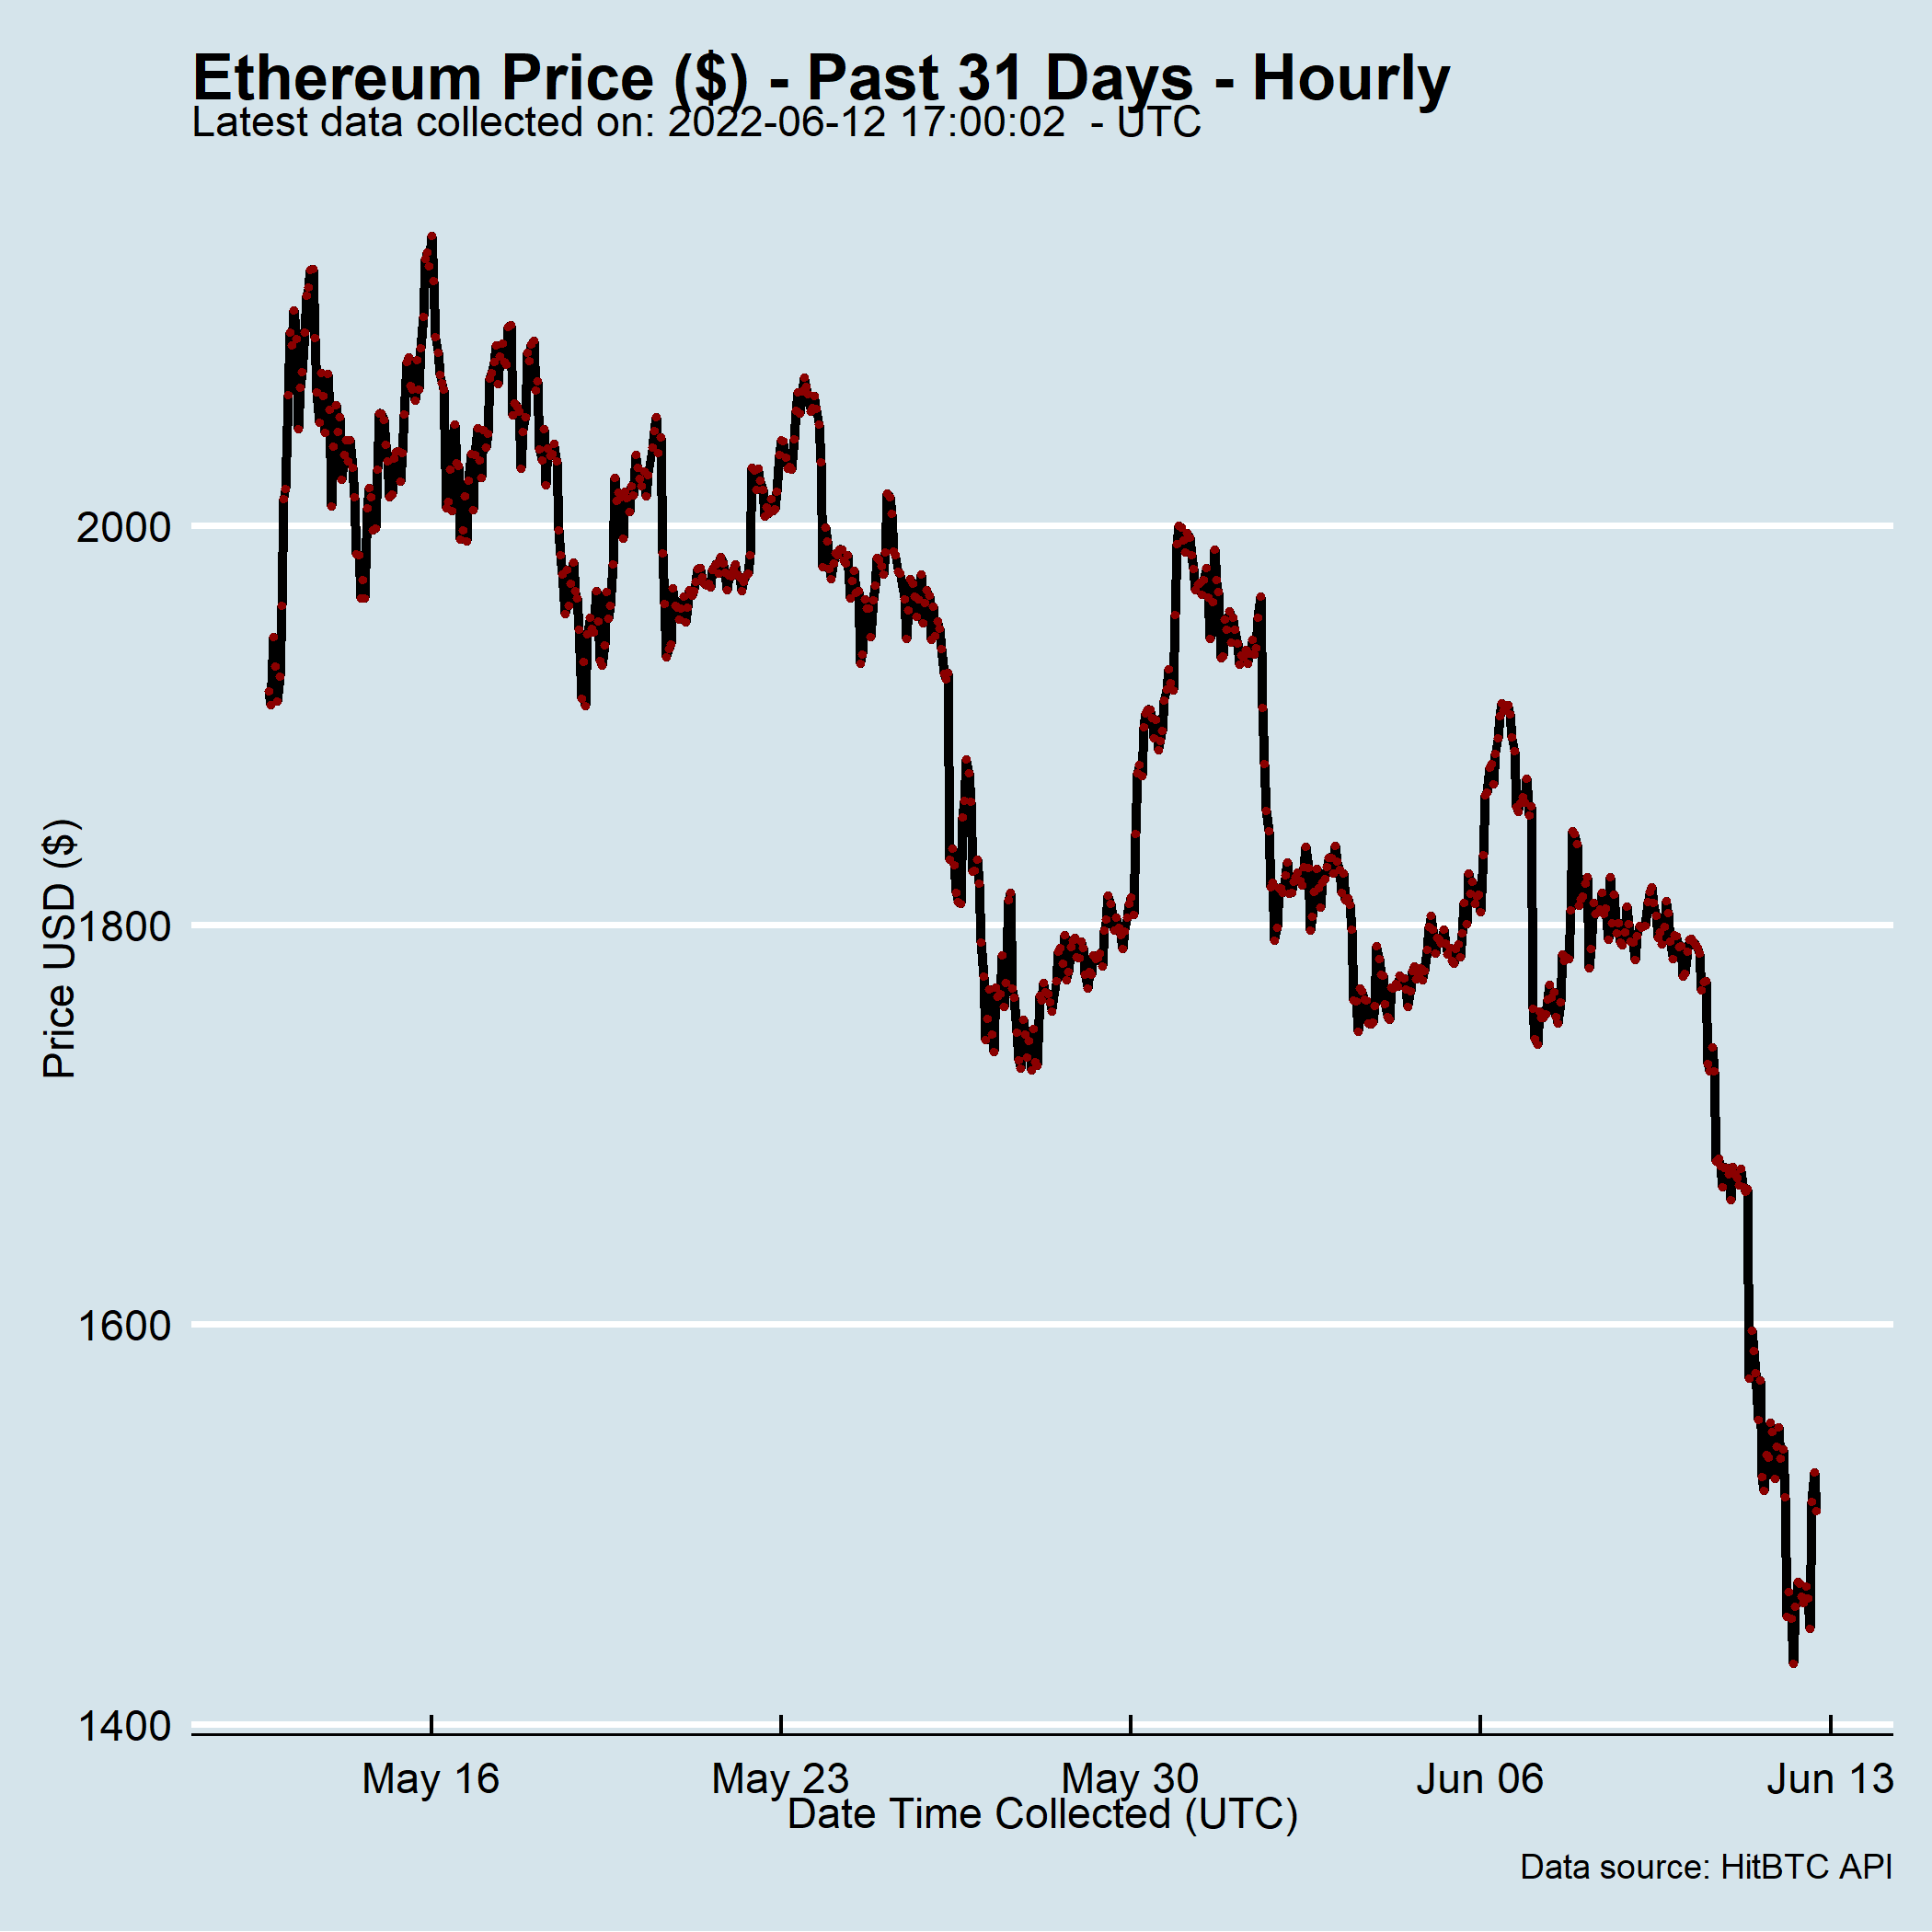 Ethereum Price ($) - Past 31 Days - Hourly
Latest data collected on: 2022-06-12 17:00:02  - UTC
Price USD ($)
2000
1800
1600
1400
May 16
May 23
May 30
Jun 06
Jun 13
Date Time Collected (UTC)
Data source: HitBTC API